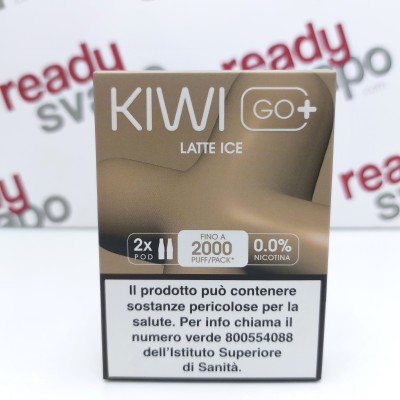 ready
svapo
KIWI GO+
LATTE ICE
2x
POD
FINO A
2000
PUFF/PACK*
0.0%
NICOTINA
Il prodotto può contenere
sostanze pericolose per la
salute. Per info chiama il
numero verde 800554088
dell'Istituto Superiore
di Sanità.
ready
ready